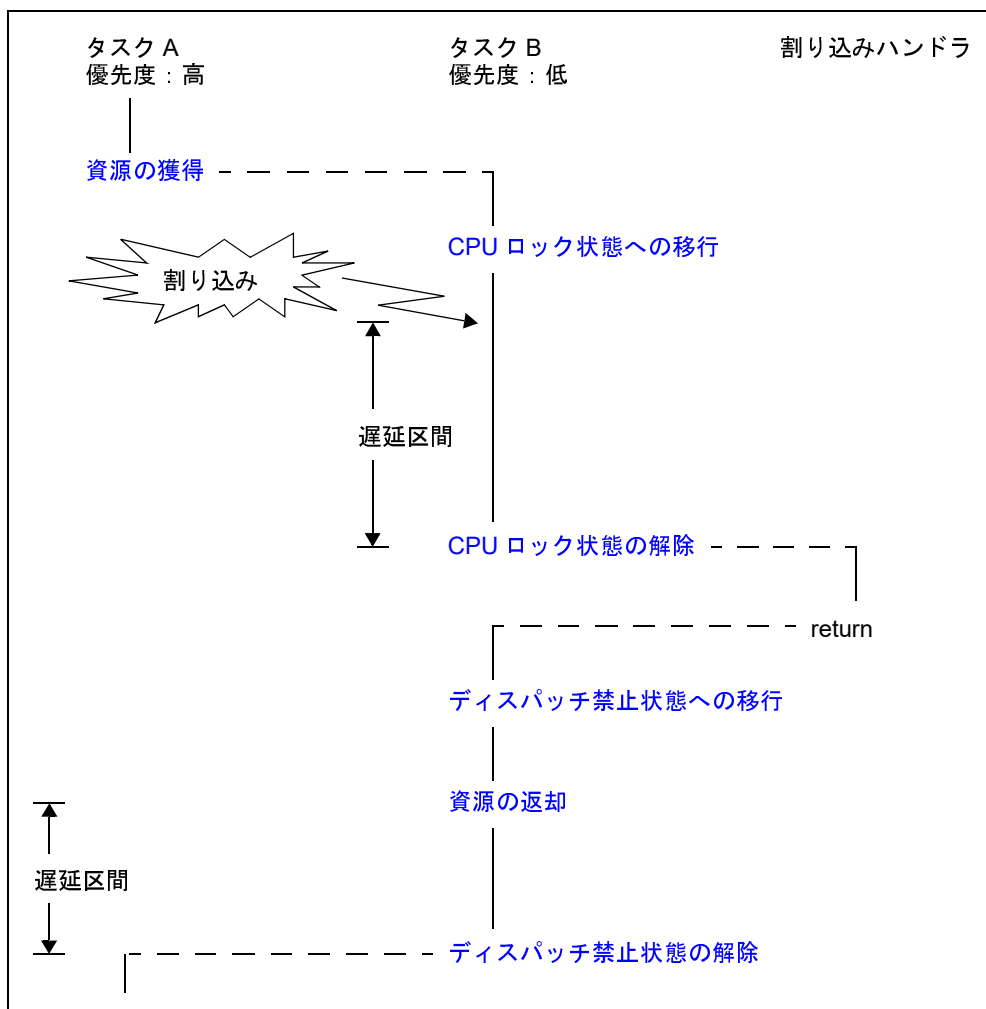 タスク A
優先度：高
タスク B
優先度：低
割り込みハンドラ
資源の獲得
CPU ロック状態への移行
割り込み
遅延区間
CPU ロック状態の解除
return
ディスパッチ禁止状態への移行
資源の返却
遅延区間
ディスパッチ禁止状態の解除